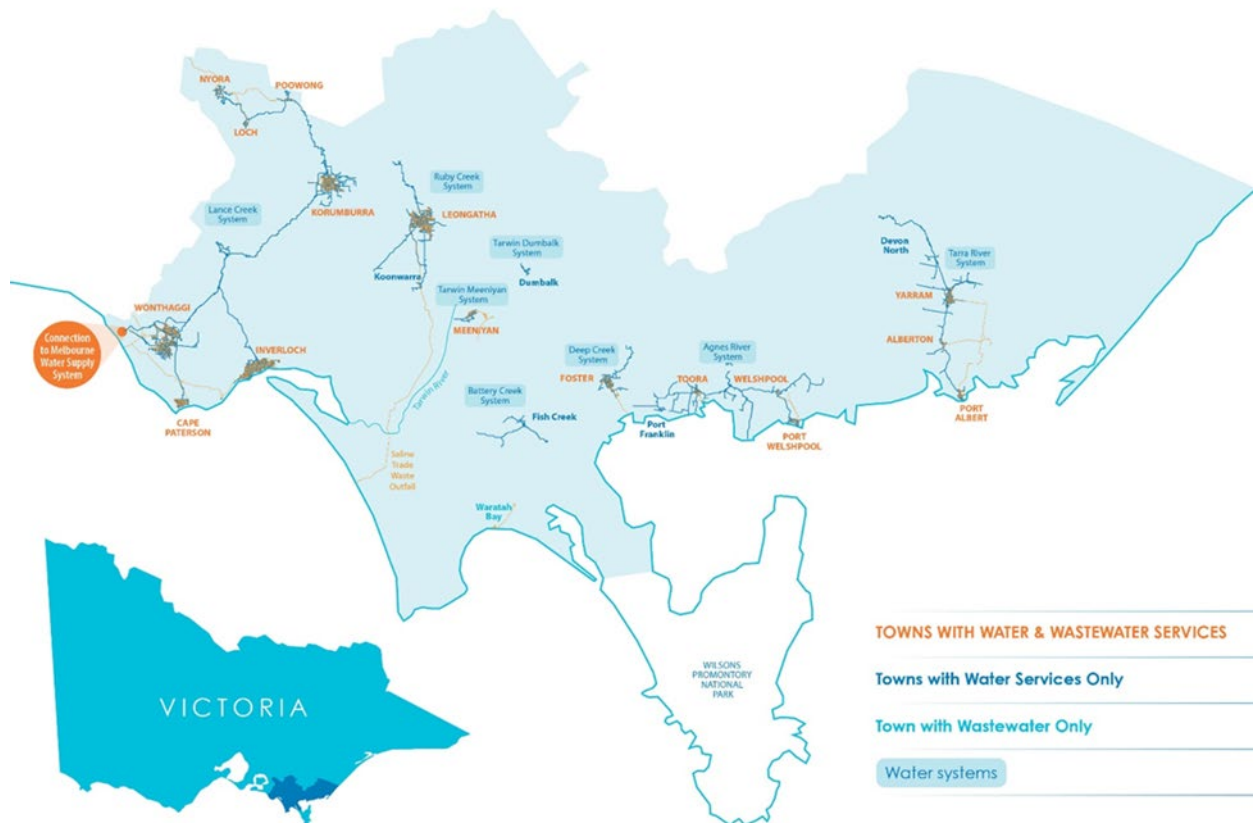 NYORA
POOWONG
LOCH
Ruby Creek
System
Lance Creek
System
KORUMBURRA
LEONGATHA
Tarwin Dumbalk
System
Devon
North
Tarra River
System
Koonwarra
Dumbalk
Tarwin Meeniyan
System
YARRAM
WONTHAGGI
MEENIYAN
Connection
to Melbourne
Water Supply
System
INVERLOCH
Deep Creek
System
Agnes River
System
ALBERTON
FOSTER
TOORA
WELSHPOOL
Tarwin River
Battery Creek
System
CAPE
PATERSON
Fish Creek
Port
Franklin
PORT
WELSHPOOL
PORT
ALBERT
Saline
Trade
Waste
Outfall
Waratah
Bay
WILSONS
PROMONTORY
NATIONAL
PARK
VICTORIA
TOWNS WITH WATER & WASTEWATER SERVICES
Towns with Water Services Only
Town with Wastewater Only
Water systems